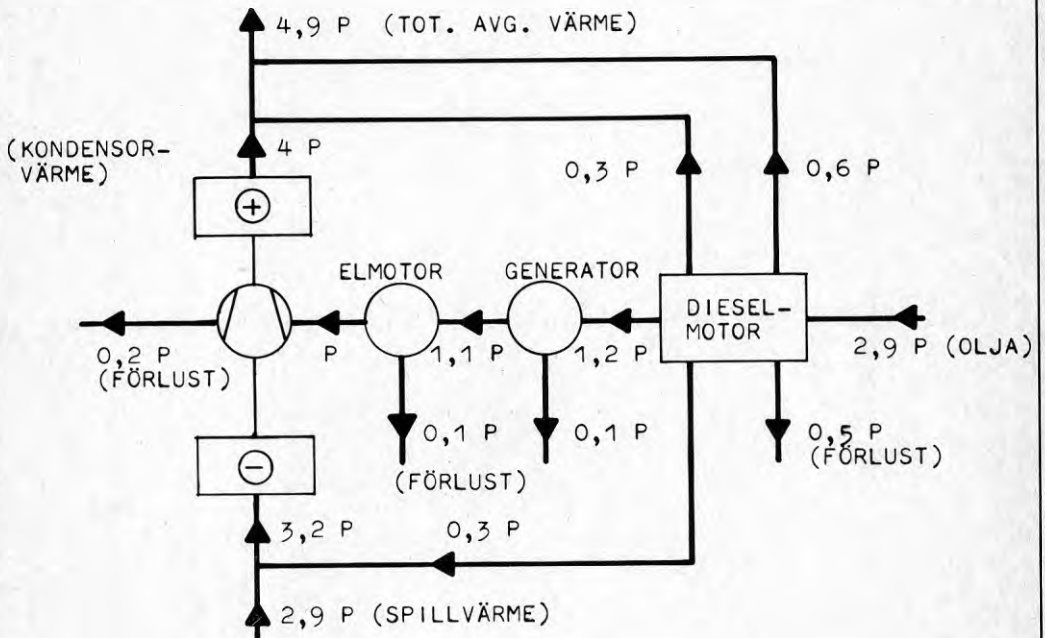 4,9 P (TOT. AVG. VÄRME)
(KONDENSOR-
VÄRME)
4 P
0,3 P
0,6 P
+
ELMOTOR
GENERATOR
DIESEL-
MOTOR
0,2 P
(FÖRLUST)
P
1,1 P
1,2 P
2,9 P (OLJA)
0,1 P
(FÖRLUST)
0,1 P
0,5 P
(FÖRLUST)
−
3,2 P
0,3 P
2,9 P (SPILLVÄRME)